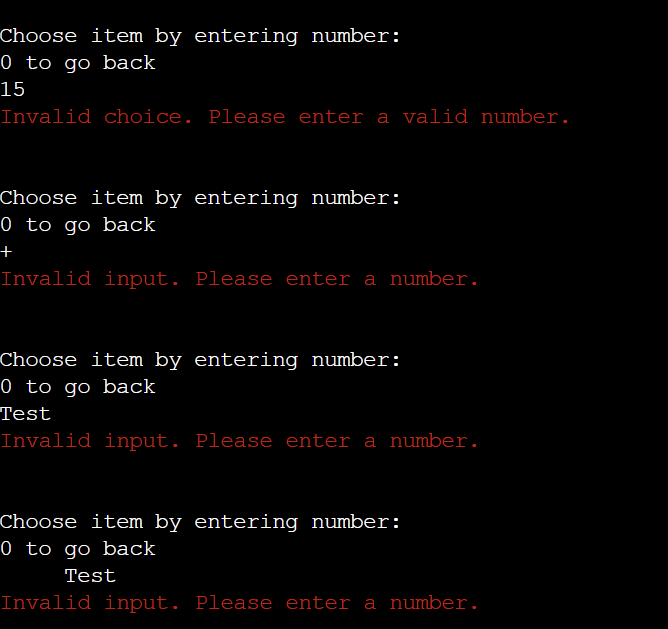 Choose item by entering number:
0 to go back
15
Invalid choice. Please enter a valid number.
Choose item by entering number:
0 to go back
+
Invalid input. Please enter a number.
Choose item by entering number:
0 to go back
Test
Invalid input. Please enter a number.
Choose item by entering number:
0 to go back
Test
Invalid input. Please enter a number.